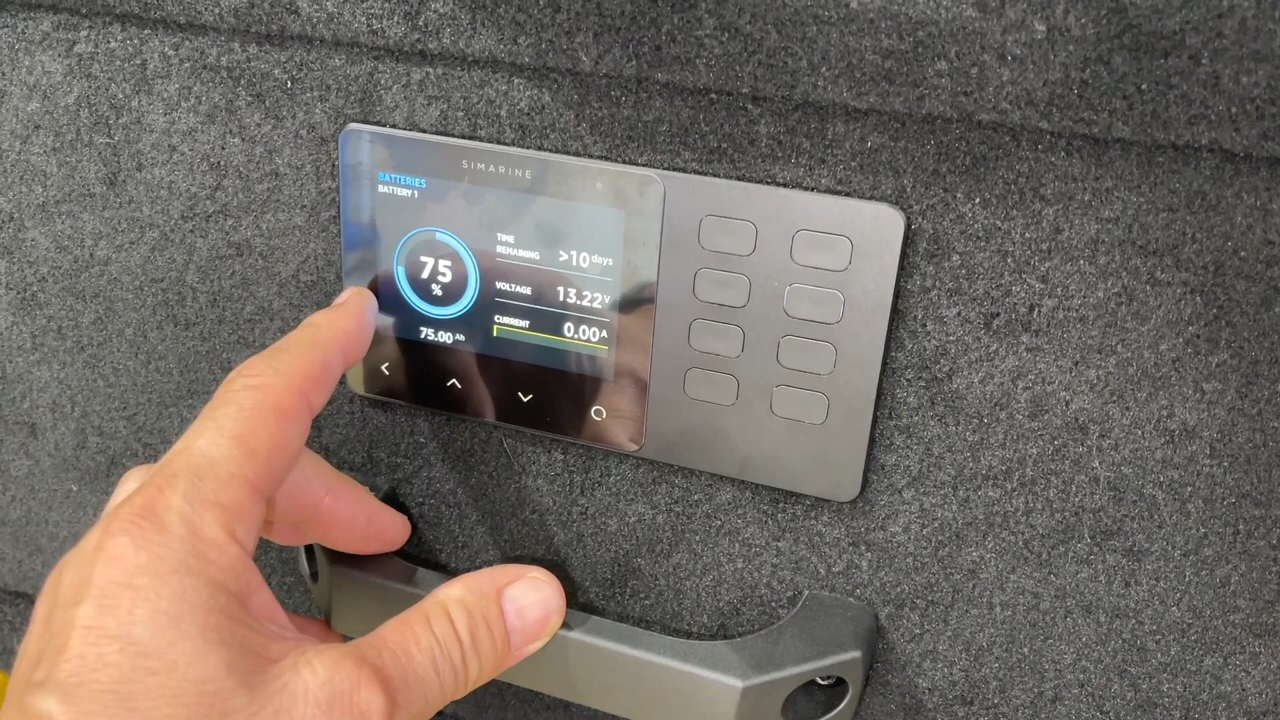 SIMARINE
BATTERIES
BATTERY 1
75
%
75.00 Ah
TIME
REMAINING >10 days
VOLTAGE 13.22 V
CURRENT 0.00 A